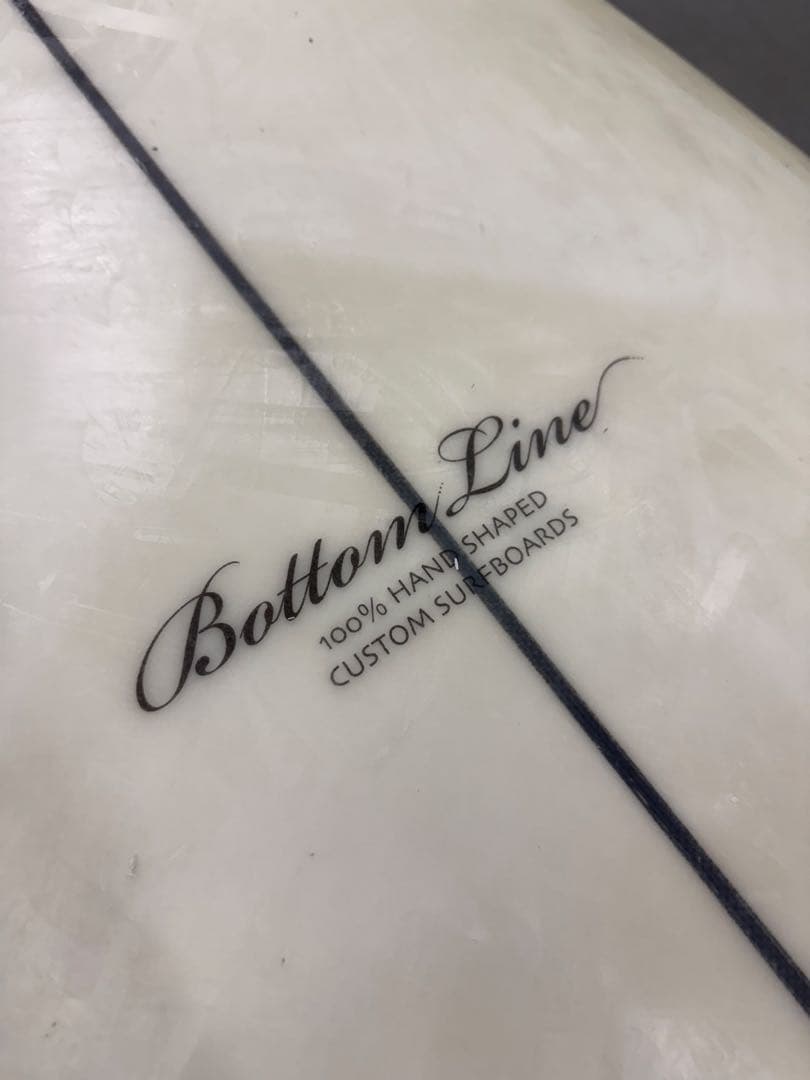 Bottom Line
100% HAND SHAPED
CUSTOM SURFBOARDS